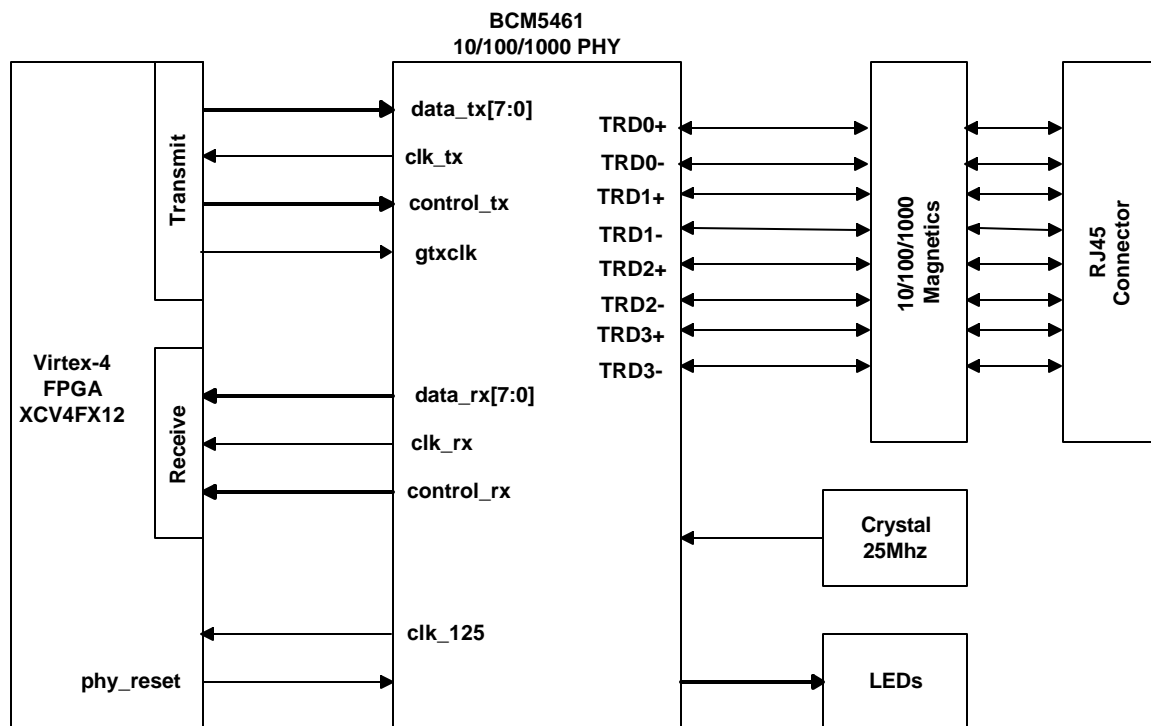 BCM5461
10/100/1000 PHY
Transmit
data_tx[7:0]
clk_tx
control_tx
gtxclk
TRD0+
TRD0-
TRD1+
TRD1-
TRD2+
TRD2-
TRD3+
TRD3-
10/100/1000
Magnetics
RJ45
Connector
Virtex-4
FPGA
XCV4FX12
Receive
data_rx[7:0]
clk_rx
control_rx
Crystal
25Mhz
clk_125
phy_reset
LEDs